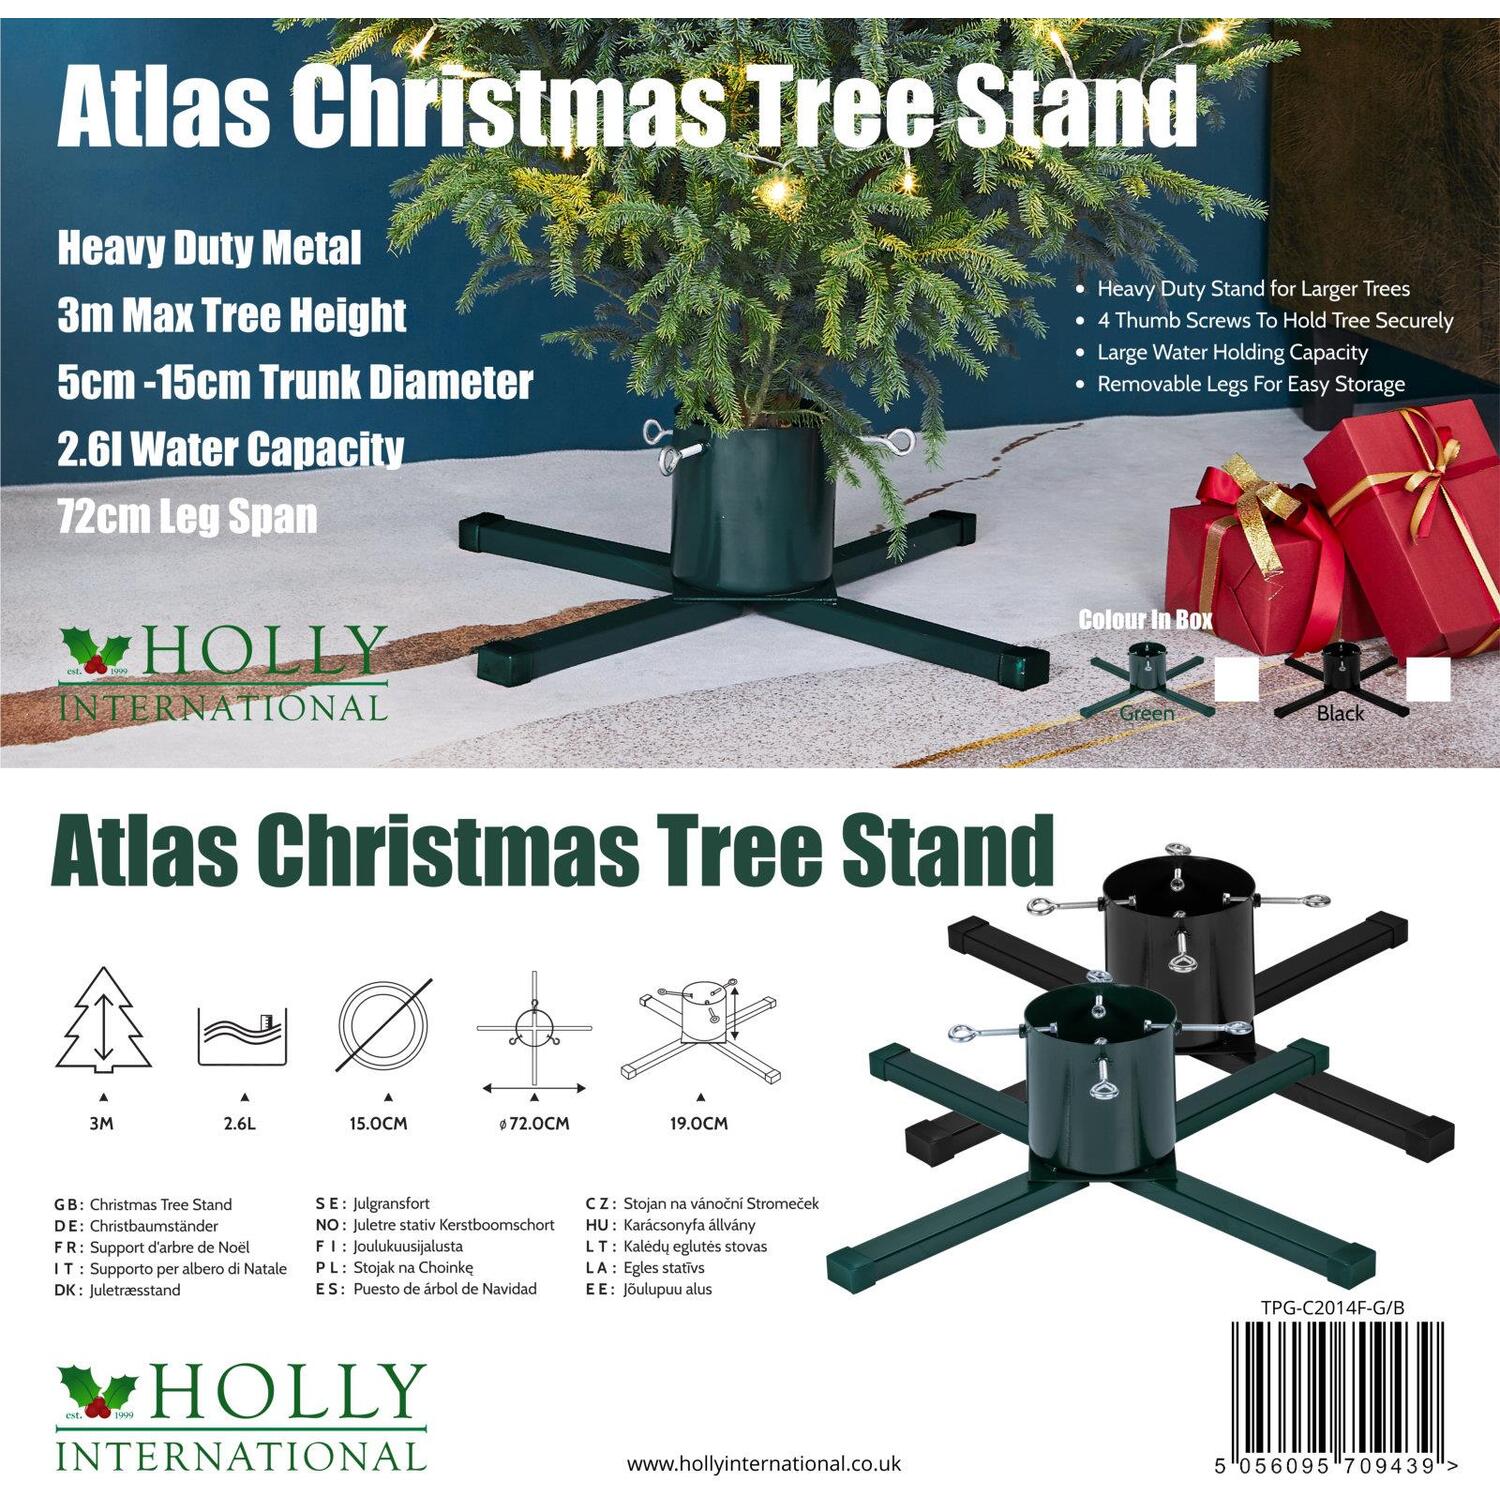 Atlas Christmas Tree Stand
Heavy Duty Metal
3m Max Tree Height
5cm -15cm Trunk Diameter
2.6l Water Capacity
72cm Leg Span
• Heavy Duty Stand for Larger Trees
• 4 Thumb Screws To Hold Tree Securely
• Large Water Holding Capacity
• Removable Legs For Easy Storage
HOLLY
est. 1999
INTERNATIONAL
Colour In Box
Green
Black
Atlas Christmas Tree Stand
3M
2.6L
15.0CM
ø72.0CM
19.0CM
GB: Christmas Tree Stand
DE: Christbaumständer
FR: Support d'arbre de Noël
IT: Supporto per albero di Natale
DK: Juletræsstand
SE: Julgransfort
NO: Juletre stativ Kerstboomschort
FI: Joulukuusijalusta
PL: Stojak na Choinkę
ES: Puesto de árbol de Navidad
CZ: Stojan na vánoční Stromeček
HU: Karácsonyfa állvány
LT: Kalėdų eglutės stovas
LA: Egles statīvs
EE: Jõulupuu alus
TPG-C2014F-G/B
5 056095 709439 >
HOLLY
est. 1999
INTERNATIONAL
www.hollyinternational.co.uk